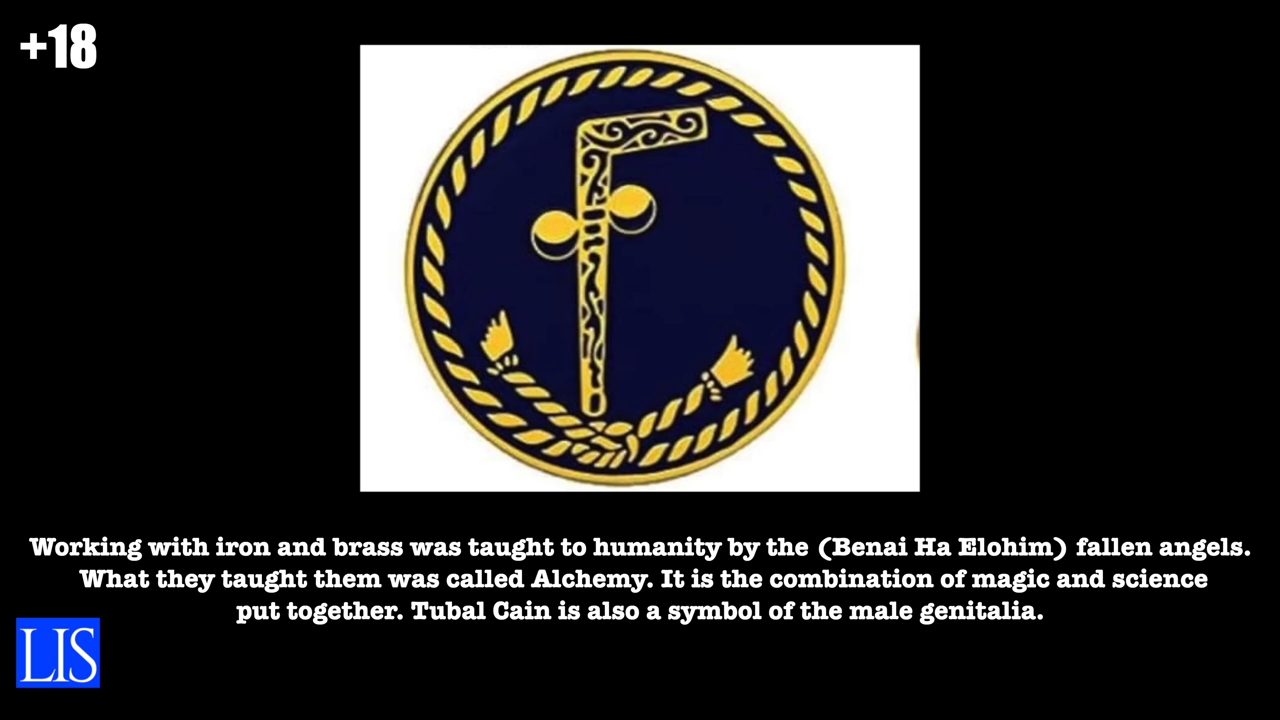 +18
Working with iron and brass was taught to humanity by the (Benai Ha Elohim) fallen angels.
What they taught them was called Alchemy. It is the combination of magic and science
put together. Tubal Cain is also a symbol of the male genitalia.
LIS